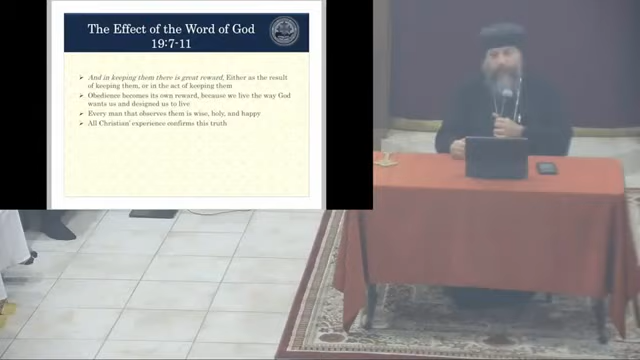 The Effect of the Word of God
19:7-11
And in keeping them there is great reward, Either as the result
of keeping them, or in the act of keeping them
Obedience becomes its own reward, because we live the way God
wants us and designed us to live
Every man that observes them is wise, holy, and happy
All Christian' experience confirms this truth